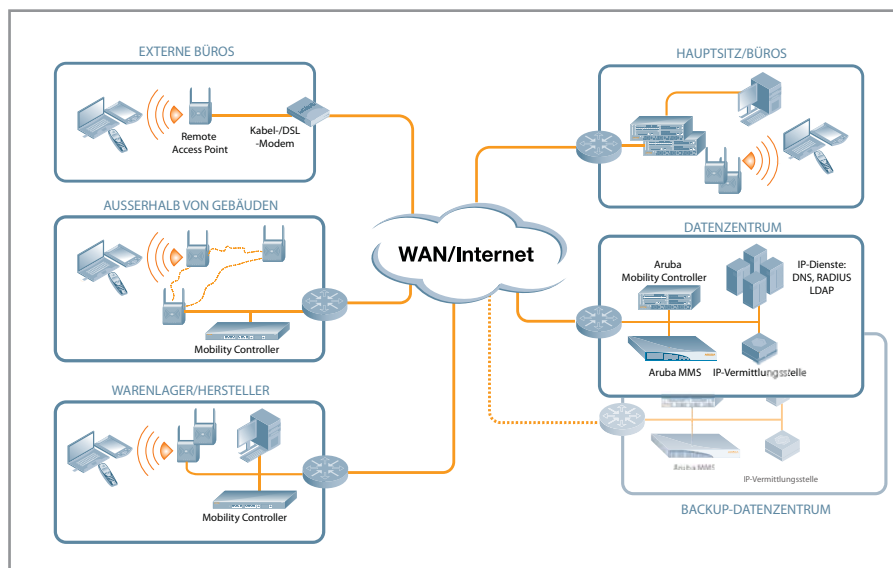 EXTERNE BÜROS
Remote
Access Point
Kabel-/DSL
-Modem
AUSSERHALB VON GEBÄUDEN
Mobility Controller
WARENLAGER/HERSTELLER
Mobility Controller
WAN/Internet
HAUPTSITZ/BÜROS
DATENZENTRUM
Aruba
Mobility Controller
IP-Dienste:
DNS, RADIUS
LDAP
Aruba MMS
IP-Vermittlungsstelle
Aruba MMS
IP-Vermittlungsstelle
BACKUP-DATENZENTRUM